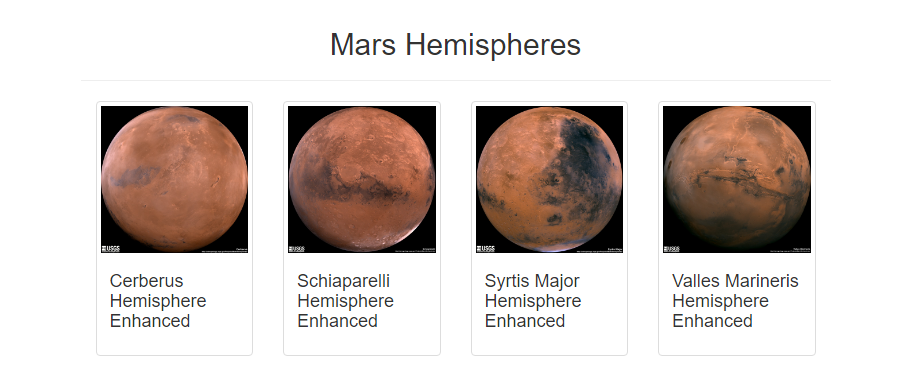 Mars Hemispheres
USGS
USGS
USGS
USGS
Cerberus
Hemisphere
Enhanced
Schiaparelli
Hemisphere
Enhanced
Syrtis Major
Hemisphere
Enhanced
Valles Marineris
Hemisphere
Enhanced